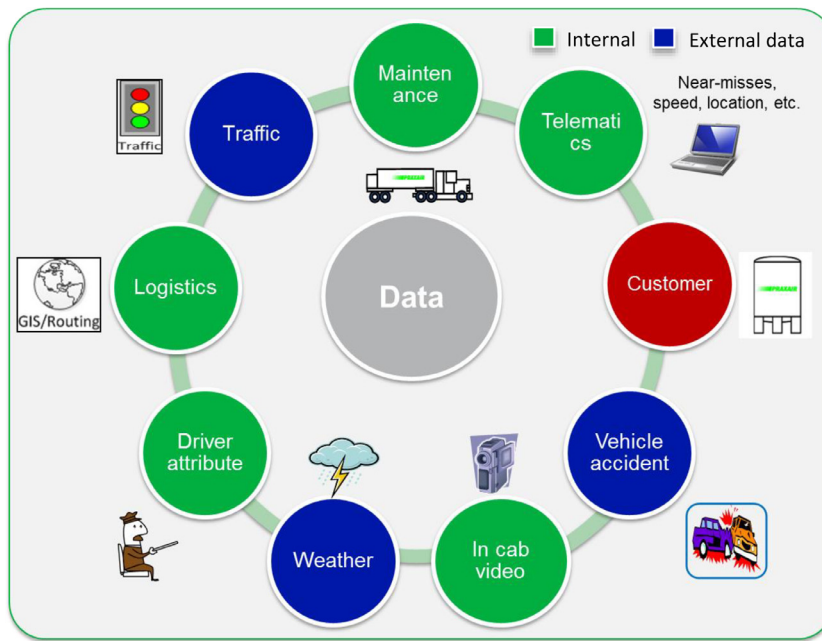 Internal
External data
Mainten
ance
Near-misses,
speed, location, etc.
Telemati
cs
Traffic
Traffic
Logistics
GIS/Routing
Data
Customer
PRAXAIR
Driver
attribute
Vehicle
accident
Weather
In cab
video